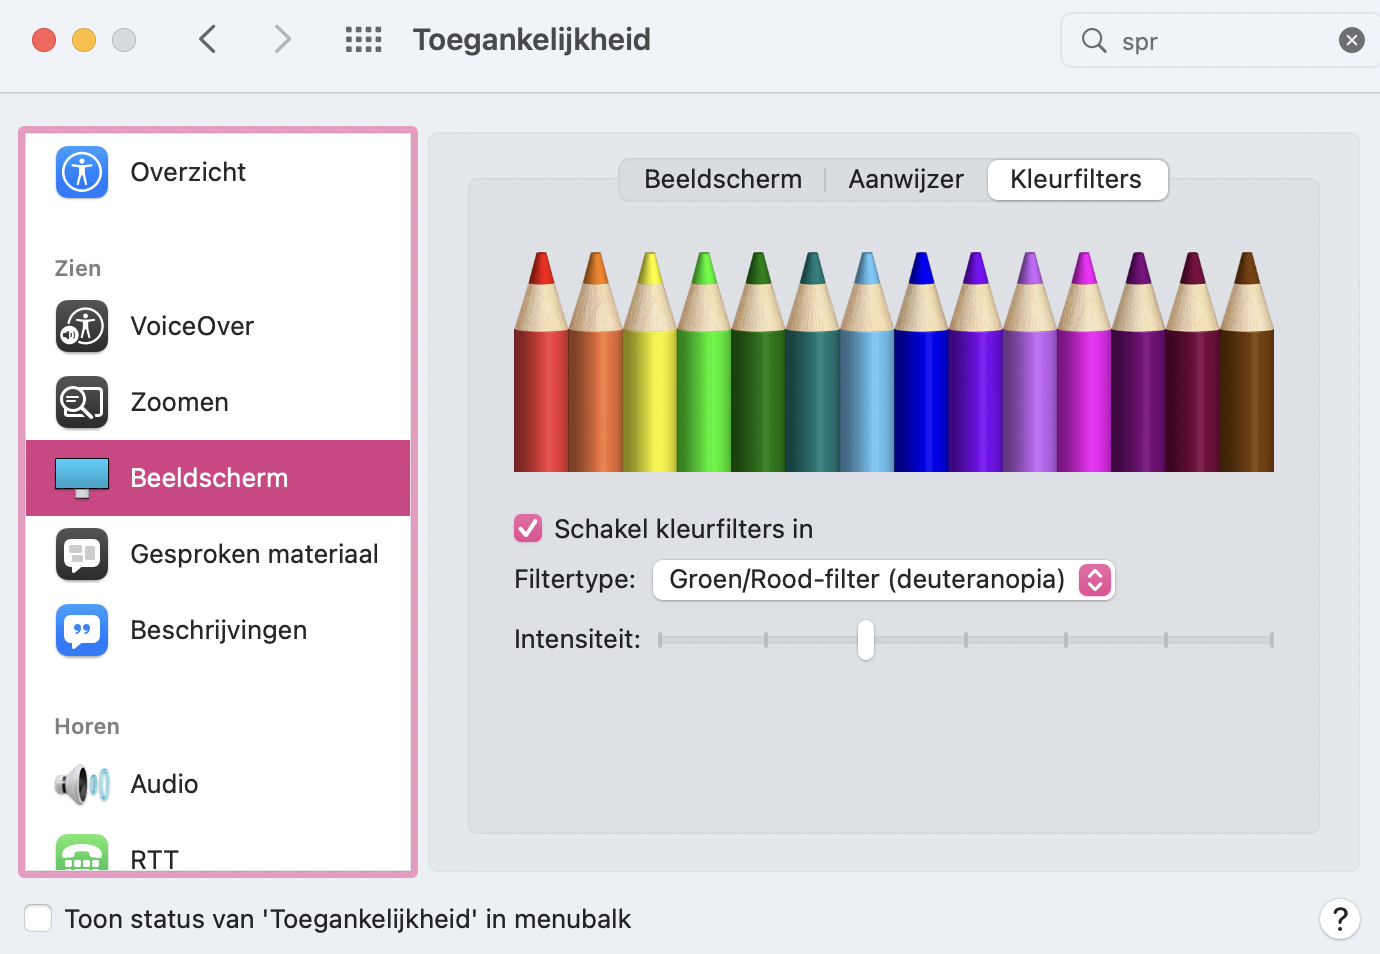 Toegankelijkheid
spr
Overzicht
Zien
VoiceOver
Zoomen
Beeldscherm
Gesproken materiaal
Beschrijvingen
Horen
Audio
RTT
Beeldscherm
Aanwijzer
Kleurfilters
Schakel kleurfilters in
Filtertype: Groen/Rood-filter (deuteranopia)
Intensiteit:
Toon status van 'Toegankelijkheid' in menubalk
?